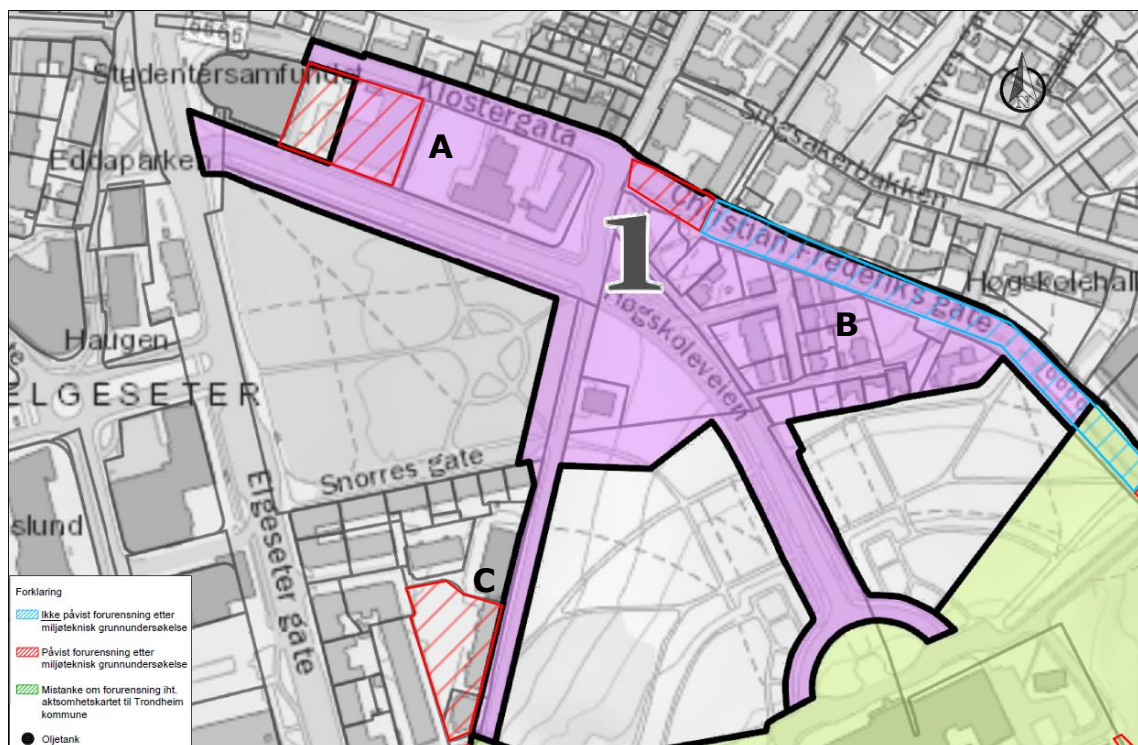 Studentersamfundet
Klostergata
A
Eddaparken
1
Christian Frederiks gate
Singsakerbakken
Høgskolehall
B
Høgskoleveien
Haugen
ELGESETER
Snorres gate
Elgeseter gate
slund
C
Forklaring
Ikke påvist forurensning etter
miljøteknisk grunnundersøkelse
Påvist forurensning etter
miljøteknisk grunnundersøkelse
Mistanke om forurensning iht.
aktsomhetskartet til Trondheim
kommune
Oljetank